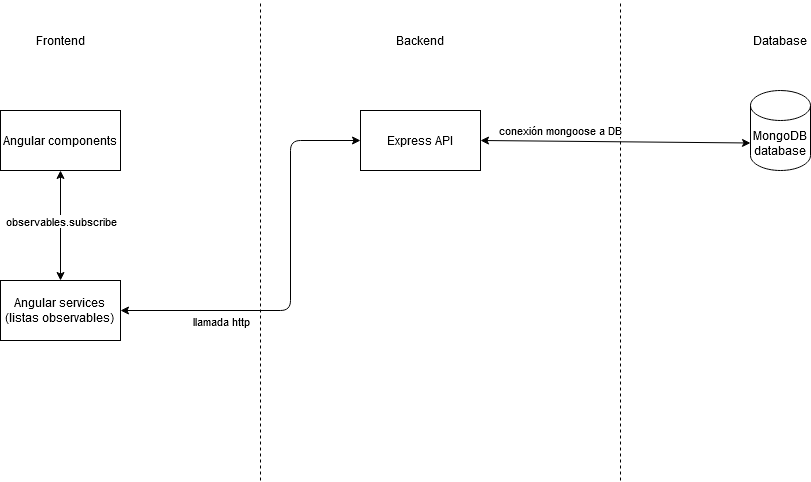 Frontend
Backend
Database
Angular components
Express API
conexión mongoose a DB
MongoDB
database
observables.subscribe
Angular services
(listas observables)
llamada http